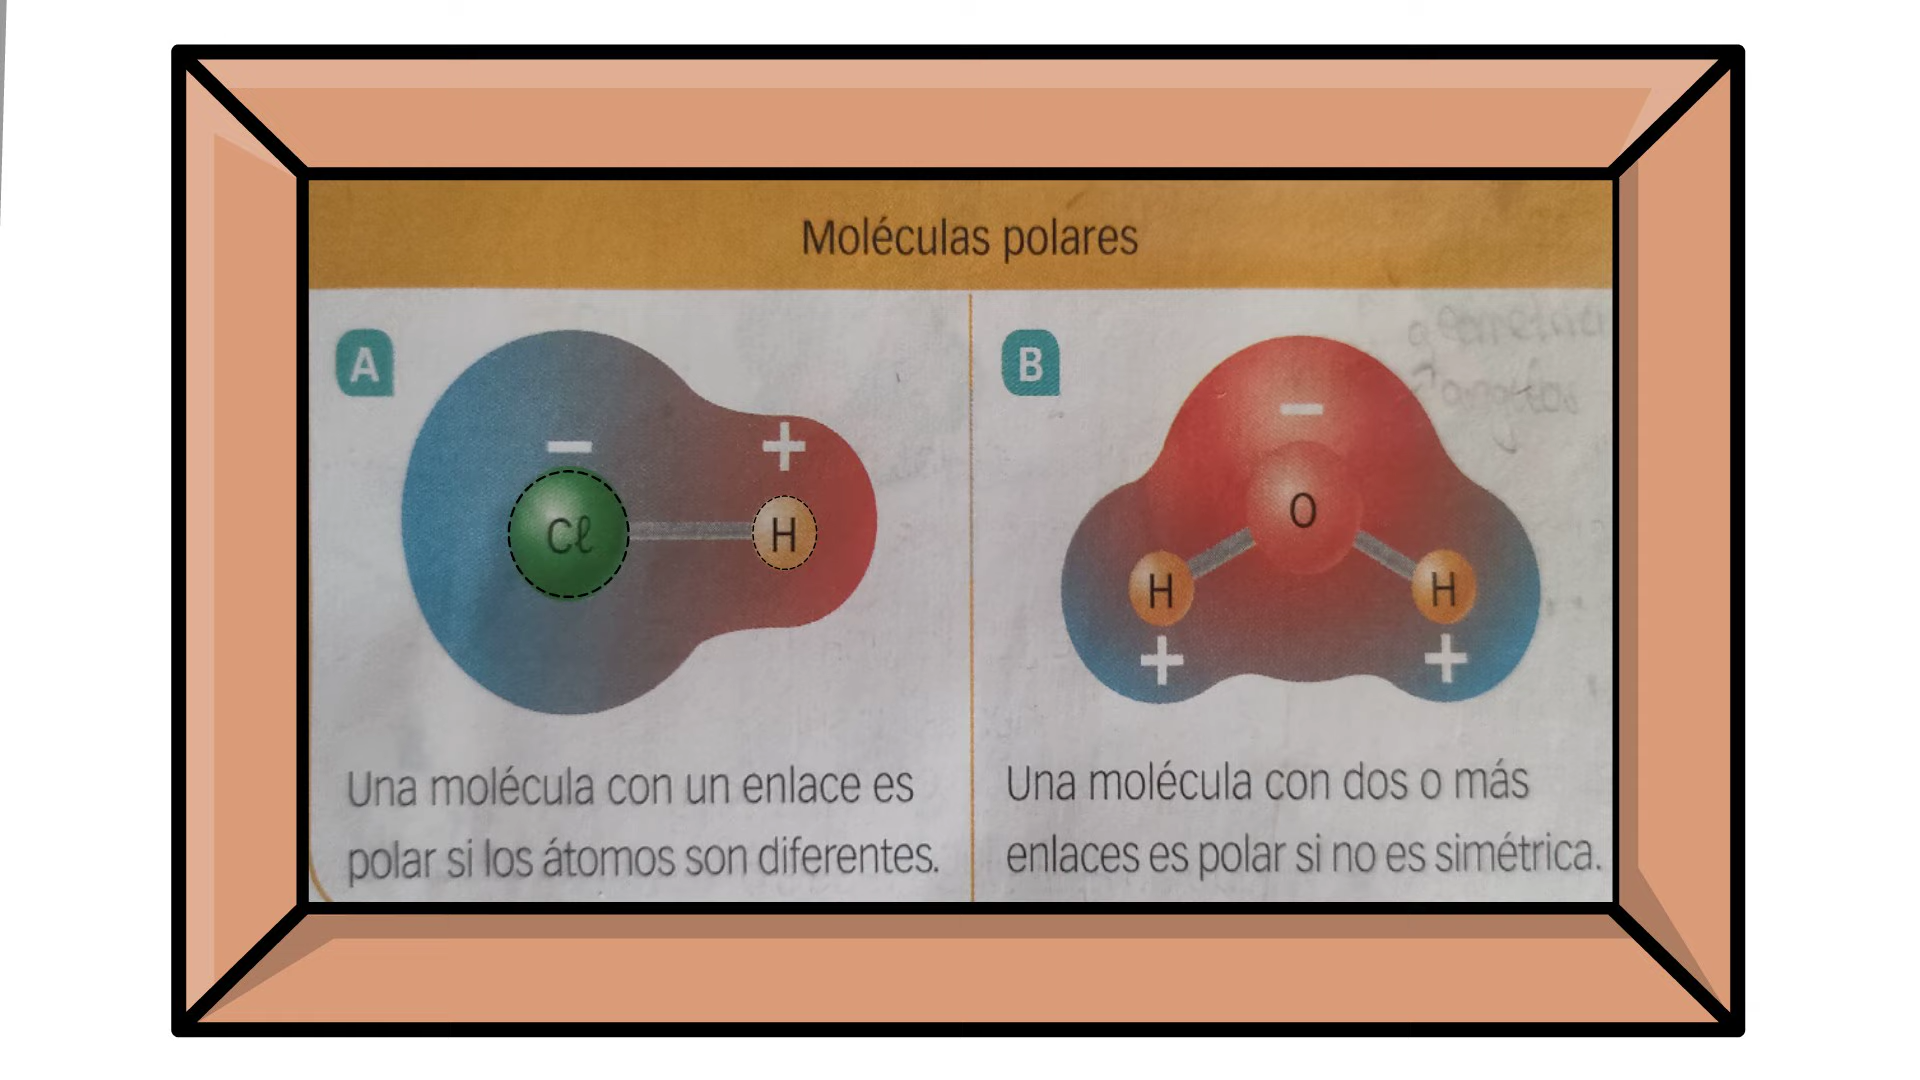 Moléculas polares
A
B
−
+
Cℓ
H
−
O
H
H
+
+
Una molécula con un enlace es
polar si los átomos son diferentes.
Una molécula con dos o más
enlaces es polar si no es simétrica.